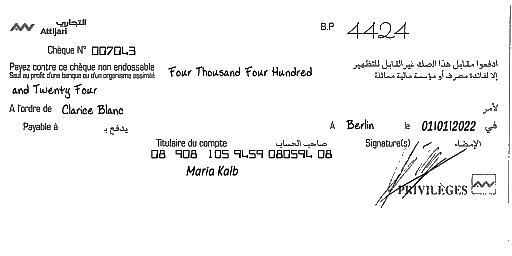 التجاري
Attijari
B.P 4424
Chèque N° 007043
Payez contre ce chèque non endossable
Sauf au profit d'une banque ou d'un organisme assimilé
Four Thousand Four Hundred
ادفعوا مقابل هذا الصك غير القابل للتظهير
إلا لفائدة مصرف أو مؤسسة مالية مماثلة
and Twenty Four
A l'ordre de Clarice Blanc
لأمر
Payable à يدفع بـ
A Berlin le 01/01/2022 في
Titulaire du compte صاحب الحساب
Signature(s) الإمضاء
08 908 105 9459 080594 08
Maria Kalb
PRIVILÈGES